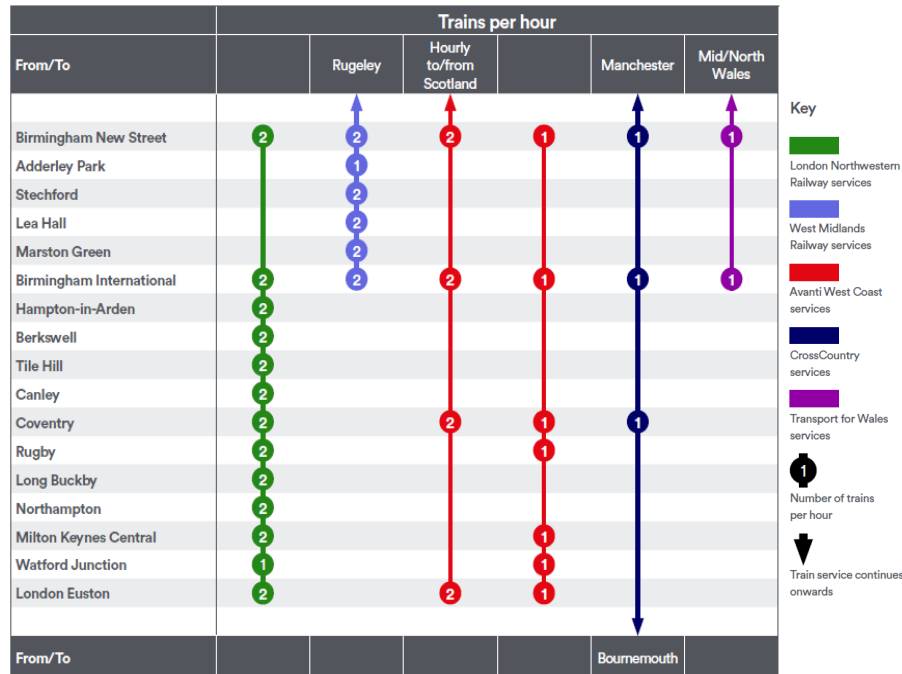 Trains per hour
From/To
Rugeley
Hourly
to/from
Scotland
Manchester
Mid/North
Wales
Birmingham New Street 2 2 2 1 1 1
Adderley Park 1
Stechford 2
Lea Hall 2
Marston Green 2
Birmingham International 2 2 2 1 1 1
Hampton-in-Arden 2
Berkswell 2
Tile Hill 2
Canley 2
Coventry 2 2 1 1
Rugby 2 1
Long Buckby 2
Northampton 2
Milton Keynes Central 2 1
Watford Junction 1 1
London Euston 2 2 1
From/To
Bournemouth
Key
London Northwestern
Railway services
West Midlands
Railway services
Avanti West Coast
services
CrossCountry
services
Transport for Wales
services
1
Number of trains
per hour
Train service continues
onwards